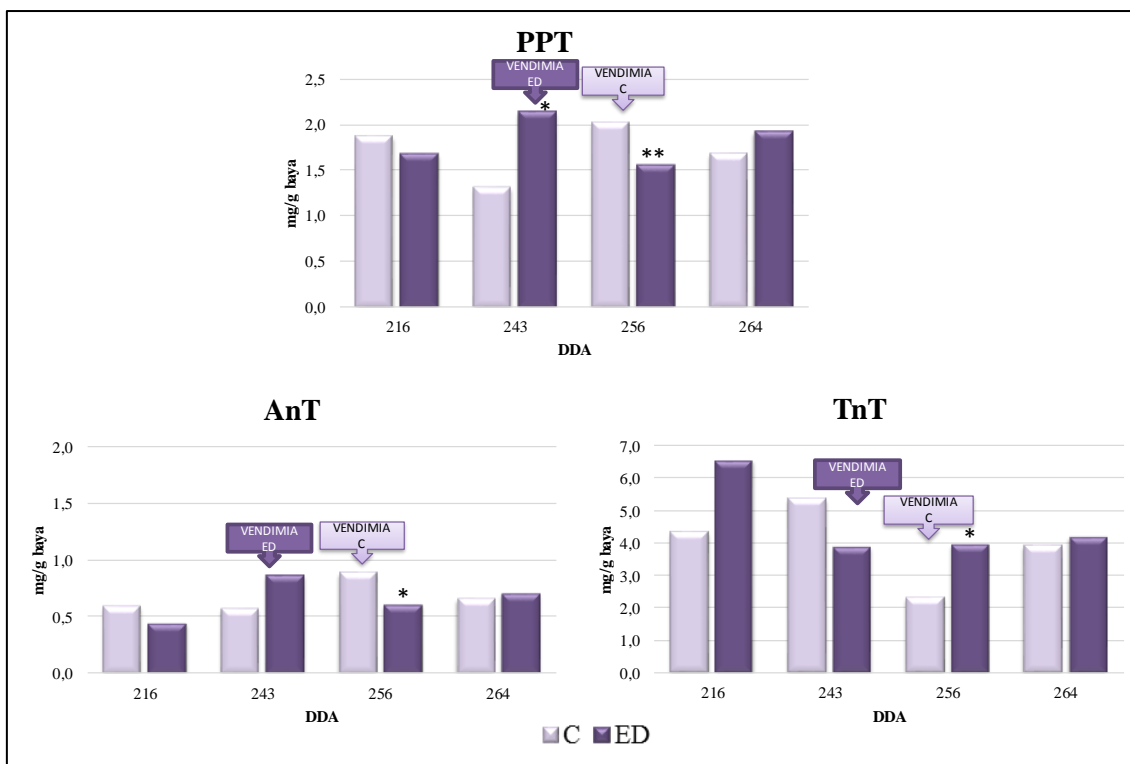 PPT
VENDIMIA
ED
VENDIMIA
C
2,5
2,0
1,5
1,0
0,5
0,0
mg/g baya
*
**
216 243 256 264
DDA
AnT
2,0
1,5
1,0
0,5
0,0
mg/g baya
VENDIMIA
ED
VENDIMIA
C
*
216 243 256 264
DDA
TnT
7,0
6,0
5,0
4,0
3,0
2,0
1,0
0,0
mg/g baya
VENDIMIA
ED
VENDIMIA
C
*
216 243 256 264
DDA
C ED